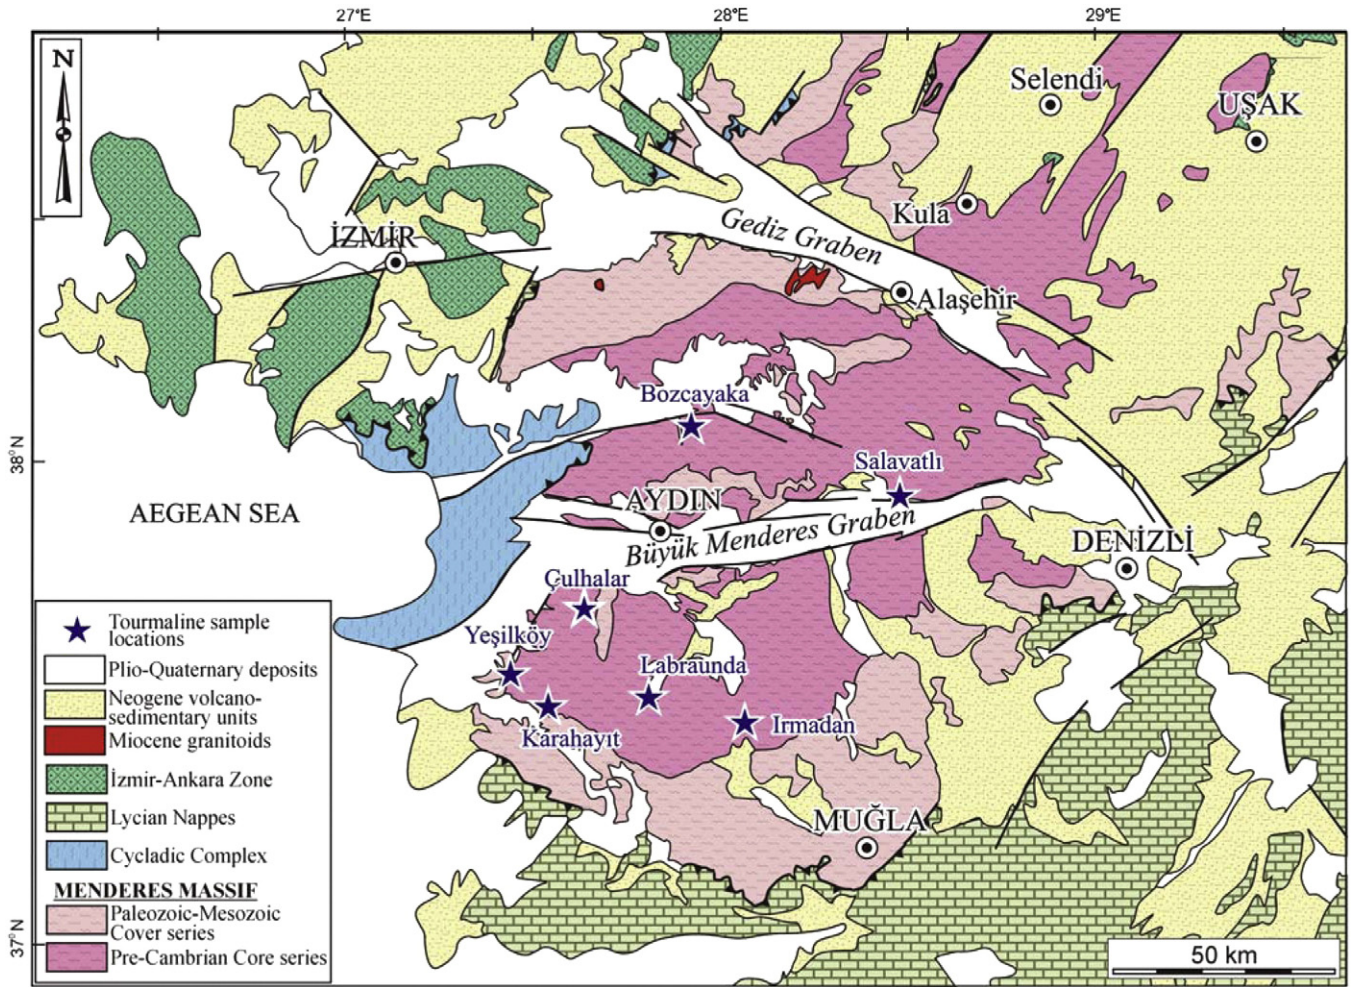 27°E
28°E
29°E
N
Selendi
UŞAK
Kula
Gediz Graben
İZMİR
Alaşehir
Bozcayaka
38°N
Salavatlı
AEGEAN SEA
AYDIN
Büyük Menderes Graben
DENİZLİ
Çulhalar
Yeşilköy
Labraunda
Karahayıt
Irmadan
MUĞLA
Tourmaline sample
locations
Plio-Quaternary deposits
Neogene volcano-
sedimentary units
Miocene granitoids
İzmir-Ankara Zone
Lycian Nappes
Cycladic Complex
MENDERES MASSIF
Paleozoic-Mesozoic
Cover series
Pre-Cambrian Core series
37°N
50 km